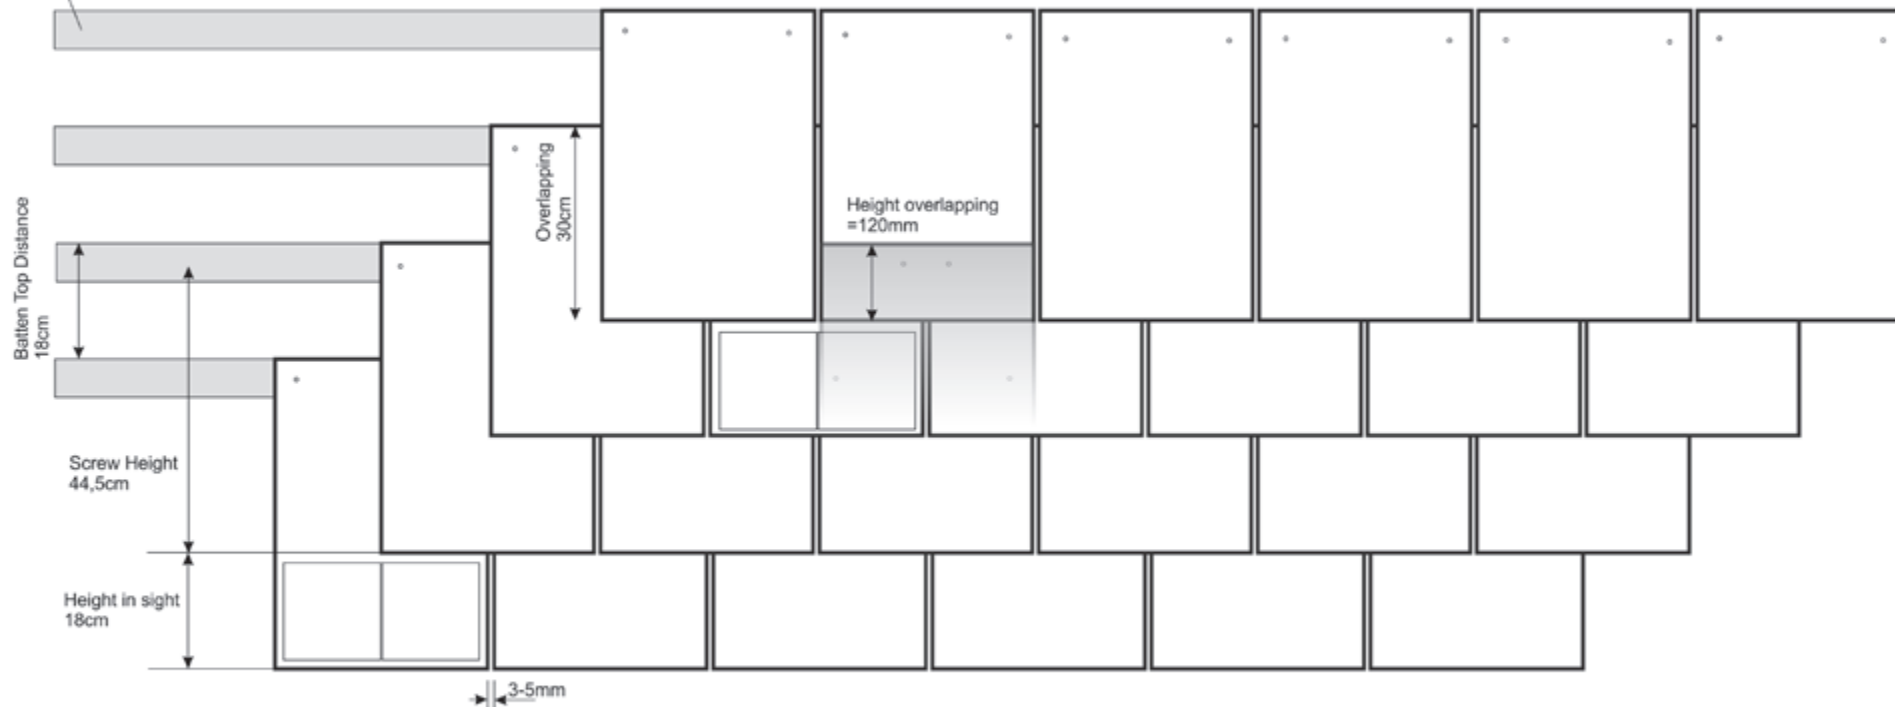 Height overlapping
=120mm
Overlapping
30cm
Batten Top Distance
18cm
Screw Height
44,5cm
Height in sight
18cm
3-5mm